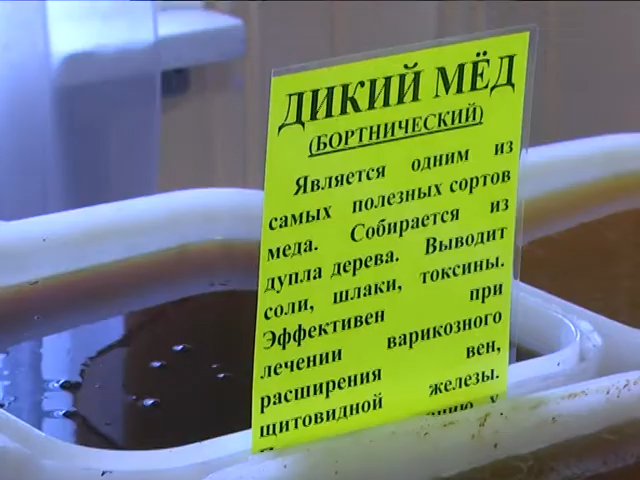 ДИКИЙ МЁД
(БОРТНИЧЕСКИЙ)
Является одним из
самых полезных сортов
меда. Собирается из
дупла дерева. Выводит
соли, шлаки, токсины.
Эффективен при
лечении варикозного
расширения вен,
щитовидной железы.